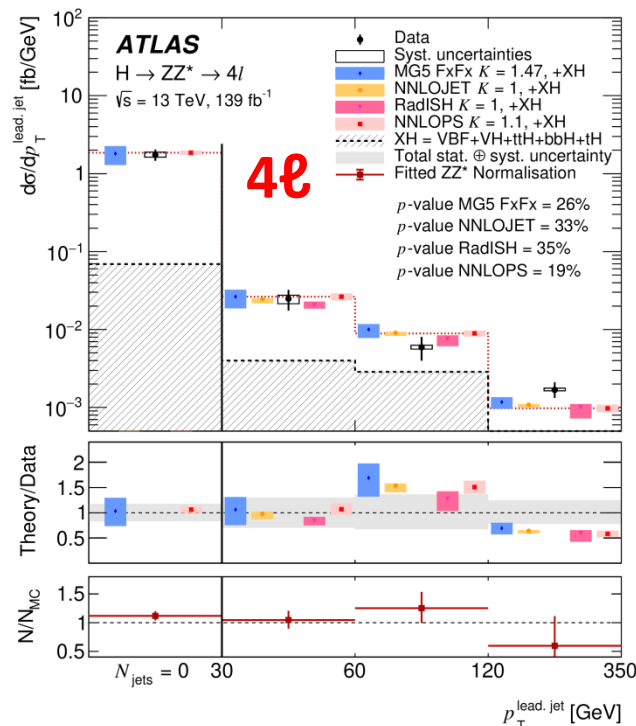 ATLAS
H → ZZ* → 4l
√s = 13 TeV, 139 fb⁻¹
4ℓ
Data
Syst. uncertainties
MG5 FxFx K = 1.47, +XH
NNLOJET K = 1, +XH
RadISH K = 1, +XH
NNLOPS K = 1.1, +XH
XH = VBF+VH+ttH+bbH+tH
Total stat. ⊕ syst. uncertainty
Fitted ZZ* Normalisation
p-value MG5 FxFx = 26%
p-value NNLOJET = 33%
p-value RadISH = 35%
p-value NNLOPS = 19%
dσ/dp_T^lead. jet [fb/GeV]
10²
10
1
10⁻¹
10⁻²
10⁻³
Theory/Data
2
1.5
1
0.5
N/N_MC
1.5
1
0.5
N_jets = 0 30 60 120 350
p_T^lead. jet [GeV]